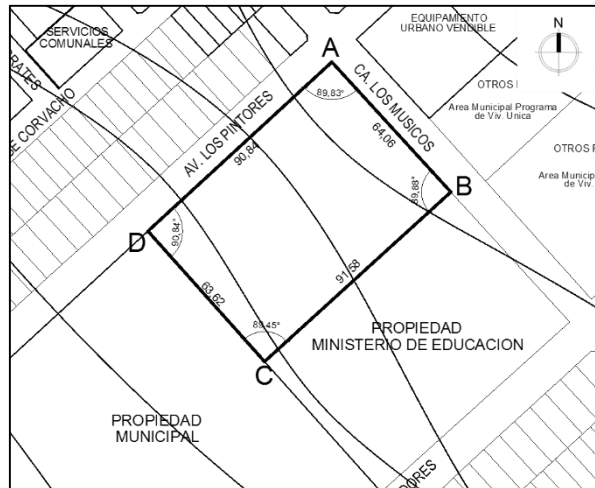 SERVICIOS
COMUNALES
EQUIPAMIENTO
URBANO VENDIBLE
N
A
CA. LOS MUSICOS
89,83°
64,06
AV. LOS PINTORES
90,84
DE CORVACHO
Area Municipal Programa
de Viv. Unica
Area Municip
de Viv.
B
89,88°
D
90,84°
63,62
91,58
89,45°
C
PROPIEDAD
MINISTERIO DE EDUCACION
PROPIEDAD
MUNICIPAL